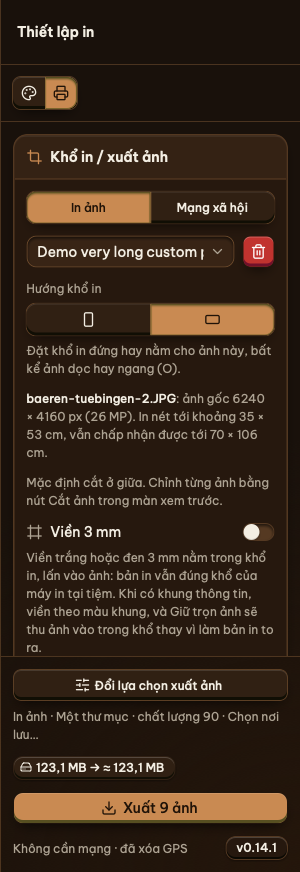 Thiết lập in
Khổ in / xuất ảnh
In ảnh
Mạng xã hội
Demo very long custom p
Hướng khổ in
Đặt khổ in đứng hay nằm cho ảnh này, bất
kể ảnh dọc hay ngang (O).
baeren-tuebingen-2.JPG: ảnh gốc 6240
× 4160 px (26 MP). In nét tới khoảng 35 ×
53 cm, vẫn chấp nhận được tới 70 × 106
cm.
Mặc định cắt ở giữa. Chỉnh từng ảnh bằng
nút Cắt ảnh trong màn xem trước.
Viền 3 mm
Viền trắng hoặc đen 3 mm nằm trong khổ
in, lấn vào ảnh: bản in vẫn đúng khổ của
máy in tại tiệm. Khi có khung thông tin,
viền theo màu khung, và Giữ trọn ảnh sẽ
thu ảnh vào trong khổ thay vì làm bản in to
ra.
Đổi lựa chọn xuất ảnh
In ảnh · Một thư mục · chất lượng 90 · Chọn nơi
lưu…
123,1 MB → ≈ 123,1 MB
Xuất 9 ảnh
Không cần mạng · đã xóa GPS
v0.14.1